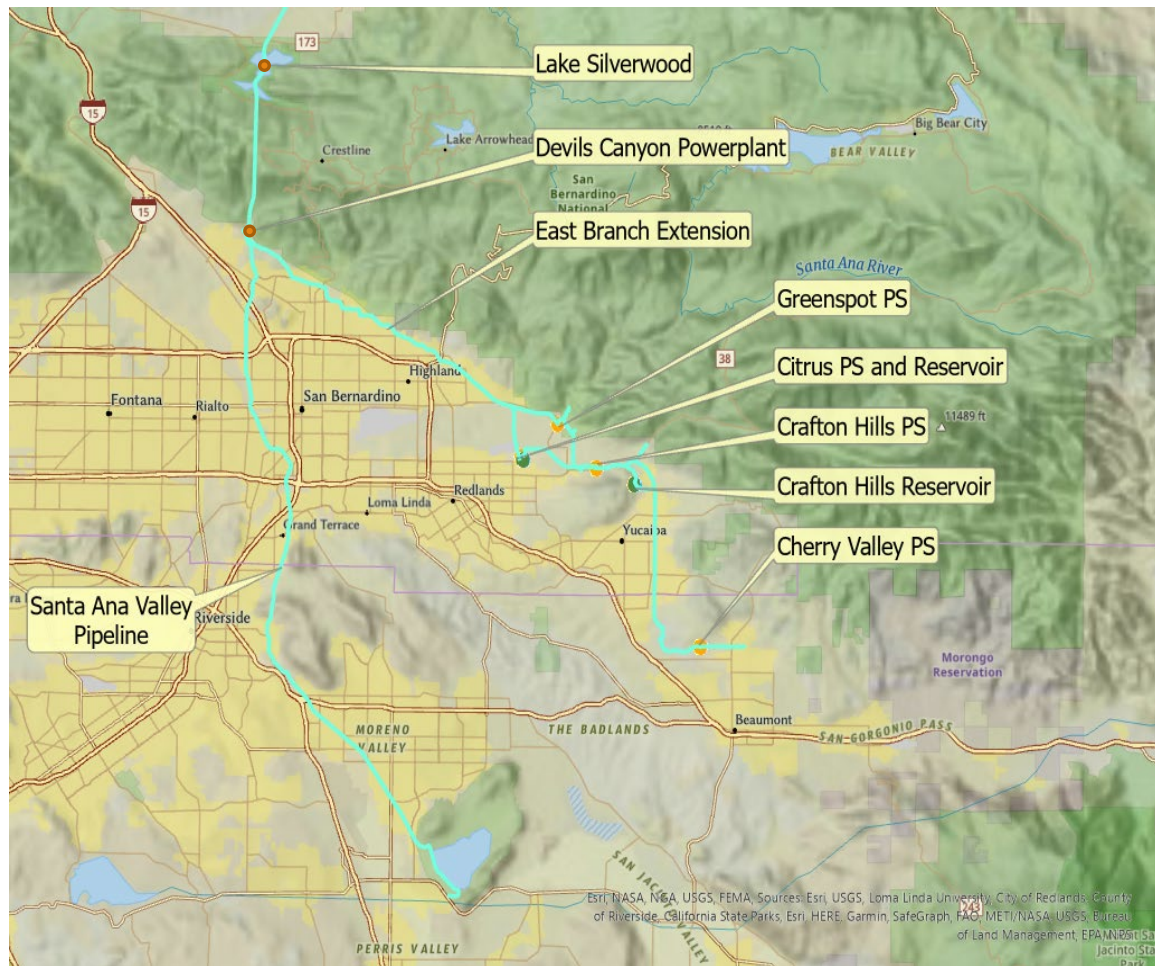 173
Lake Silverwood
15
Big Bear City
Lake Arrowhead
Devils Canyon Powerplant
Crestline
BEAR VALLEY
San
Bernardino
National
15
East Branch Extension
Santa Ana River
Greenspot PS
38
Citrus PS and Reservoir
Highland
Fontana
Rialto
San Bernardino
Crafton Hills PS
11489 ft
Crafton Hills Reservoir
Redlands
Loma Linda
Grand Terrace
Yucaipa
Cherry Valley PS
Santa Ana Valley
Pipeline
Riverside
Morongo
Reservation
MORENO
VALLEY
THE BADLANDS
Beaumont
SAN GORGONIO PASS
SAN JACINTO VALLEY
Esri, NASA, NGA, USGS, FEMA, Sources: Esri, USGS, Loma Linda University, City of Redlands, County
of Riverside, California State Parks, Esri, HERE, Garmin, SafeGraph, FAO, METI/NASA, USGS, Bureau
of Land Management, EPA, NPS
243
Jacinto Sta
Park
PERRIS VALLEY